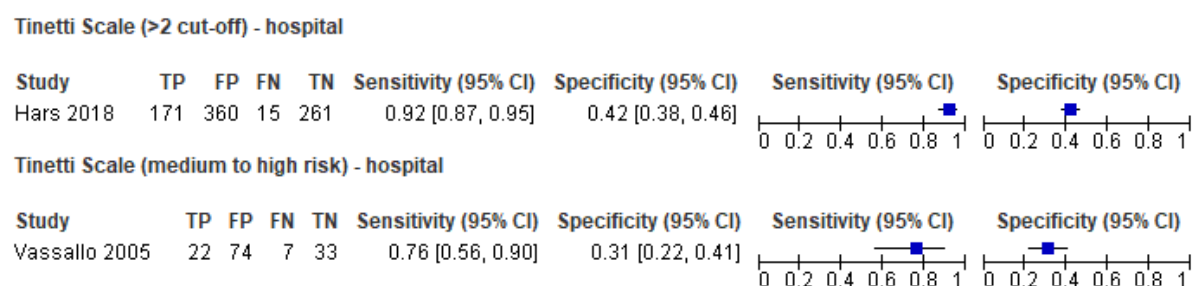 Tinetti Scale (>2 cut-off) - hospital
Study TP FP FN TN Sensitivity (95% CI) Specificity (95% CI) Sensitivity (95% CI) Specificity (95% CI)
Hars 2018 171 360 15 261 0.92 [0.87, 0.95] 0.42 [0.38, 0.46]
0 0.2 0.4 0.6 0.8 1 0 0.2 0.4 0.6 0.8 1
Tinetti Scale (medium to high risk) - hospital
Study TP FP FN TN Sensitivity (95% CI) Specificity (95% CI) Sensitivity (95% CI) Specificity (95% CI)
Vassallo 2005 22 74 7 33 0.76 [0.56, 0.90] 0.31 [0.22, 0.41]
0 0.2 0.4 0.6 0.8 1 0 0.2 0.4 0.6 0.8 1